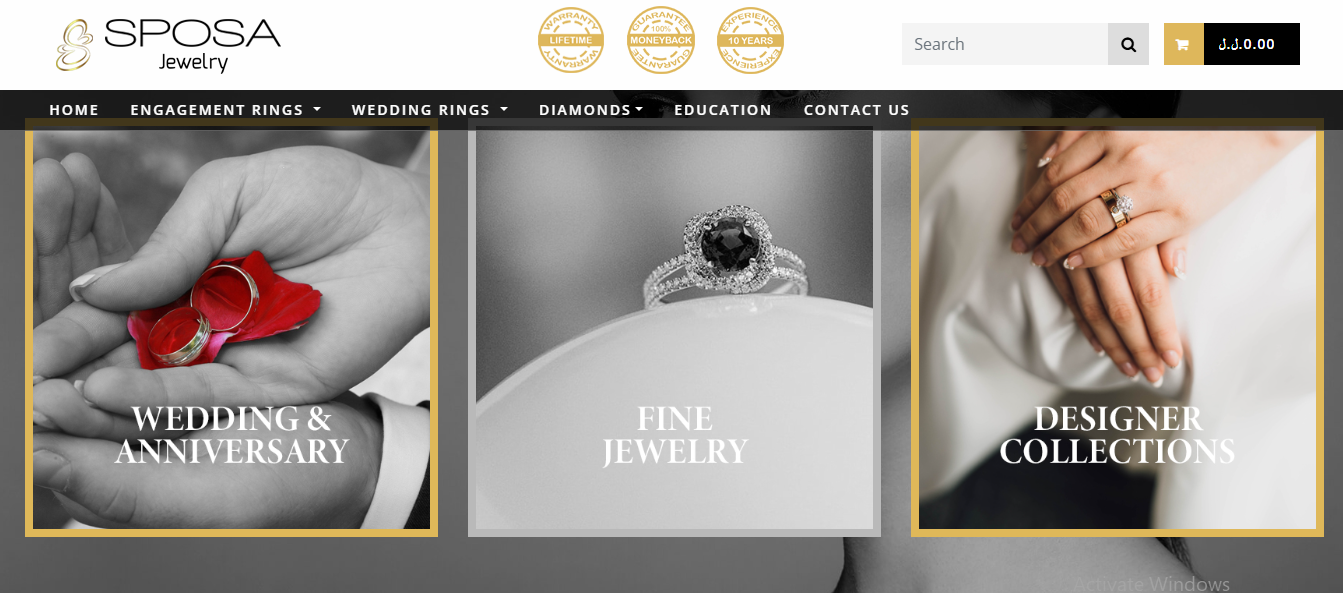 SPOSA
Jewelry
WARRANTY
LIFETIME
WARRANTY
GUARANTEE
100%
MONEYBACK
GUARANTEE
EXPERIENCE
10 YEARS
EXPERIENCE
Search
ل.ل.0.00
HOME ENGAGEMENT RINGS WEDDING RINGS DIAMONDS EDUCATION CONTACT US
WEDDING &
ANNIVERSARY
FINE
JEWELRY
DESIGNER
COLLECTIONS
Activate Windows